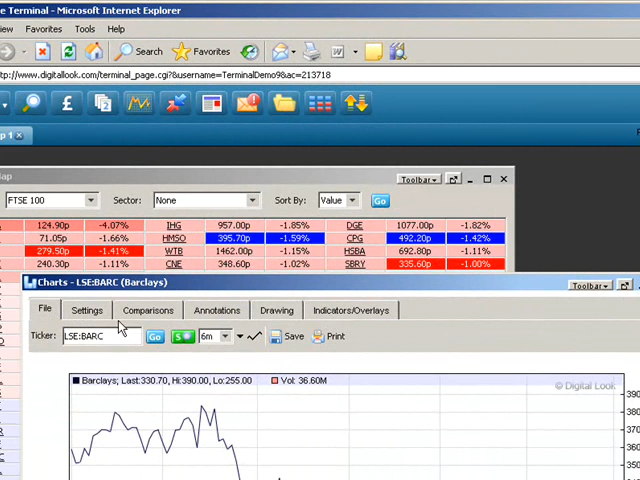 e Terminal - Microsoft Internet Explorer
iew Favorites Tools Help
Search Favorites W
ttp://www.digitallook.com/terminal_page.cgi?&username=TerminalDemo9&ac=213718
£
p 1 x
Map Toolbar
FTSE 100 Sector: None Sort By: Value Go
124.90p -4.07% IHG 957.00p -1.85% DGE 1077.00p -1.82%
71.05p -1.66% HMSO 395.70p -1.59% CPG 492.20p -1.42%
279.50p -1.41% WTB 1462.00p -1.15% HSBA 692.80p -1.11%
240.30p -1.11% CNE 348.60p -1.02% SBRY 335.60p -1.00%
Charts - LSE:BARC (Barclays) Toolbar
File Settings Comparisons Annotations Drawing Indicators/Overlays
Ticker: LSE:BARC Go S 6m Save Print
Barclays; Last:330.70, Hi:390.00, Lo:255.00 Vol: 36.60M
© Digital Look
390
380
370
360
350